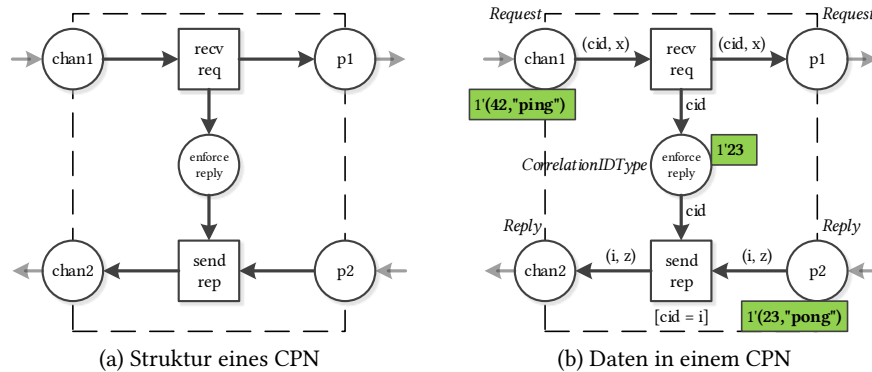 Request
Request
chan1
recv
req
p1
chan1
(cid, x)
recv
req
(cid, x)
p1
1'(42,"ping")
cid
enforce
reply
CorrelationIDType
enforce
reply
1'23
cid
Reply
Reply
chan2
send
rep
p2
chan2
(i, z)
send
rep
(i, z)
p2
[cid = i]
1'(23,"pong")
(a) Struktur eines CPN
(b) Daten in einem CPN